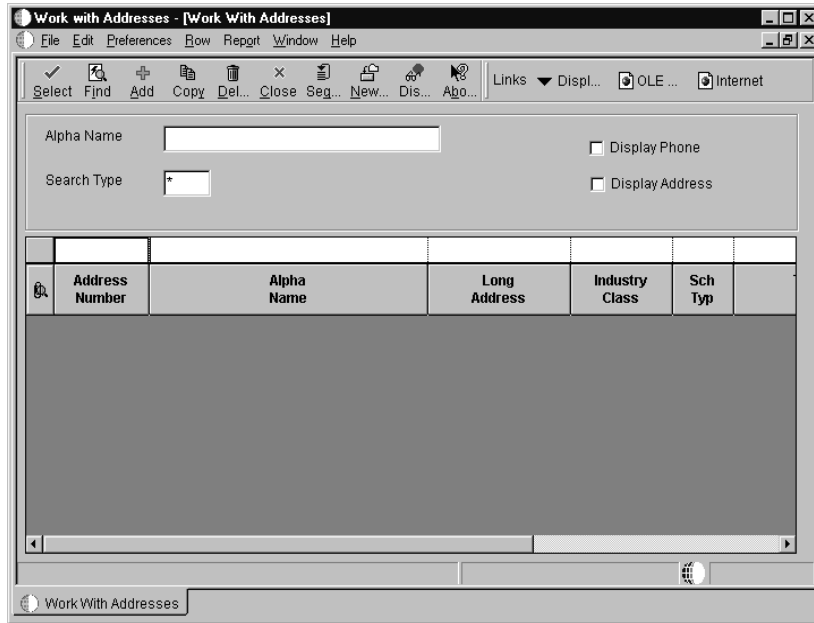 Work with Addresses - [Work With Addresses]
File Edit Preferences Row Report Window Help
Select Find Add Copy Del... Close Seq... New... Dis... Abo... Links Displ... OLE ... Internet
Alpha Name
Display Phone
Search Type *
Display Address
Address Number
Alpha Name
Long Address
Industry Class
Sch Typ
Work With Addresses